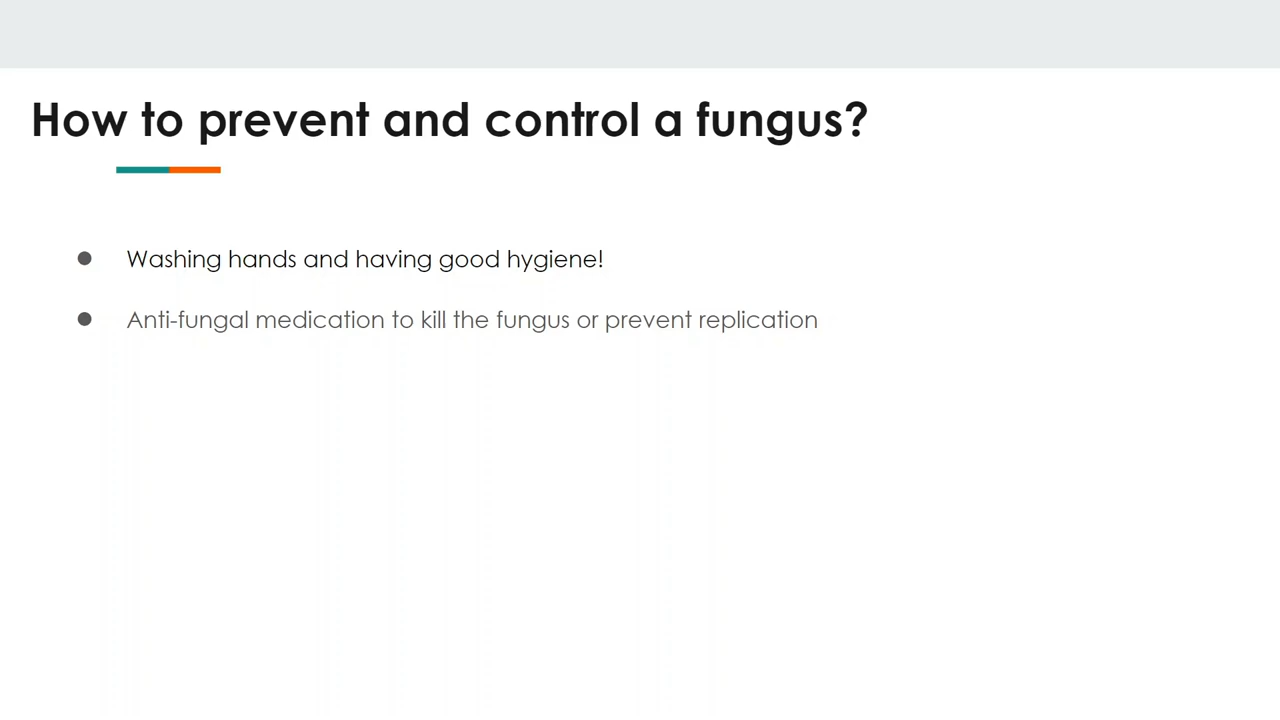 How to prevent and control a fungus?
Washing hands and having good hygiene!
Anti-fungal medication to kill the fungus or prevent replication